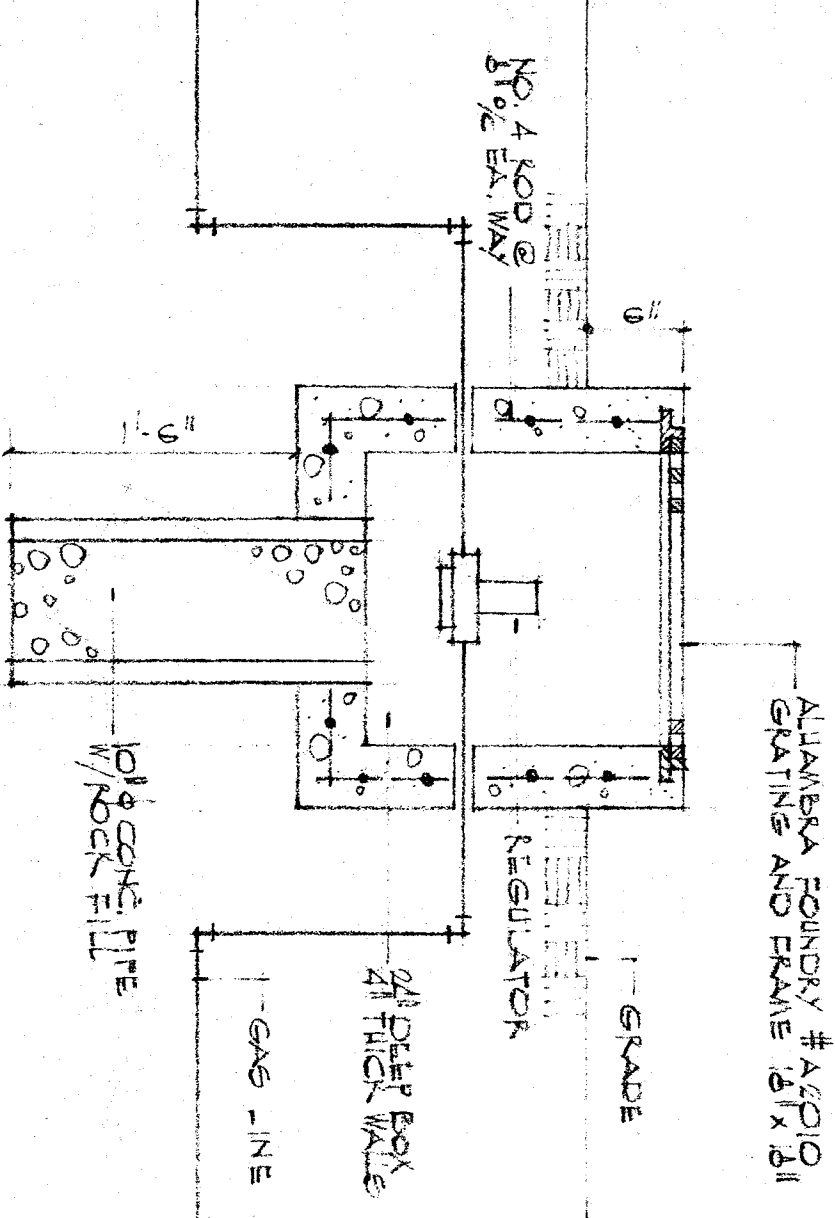 ALHAMBRA FOUNDRY # A2010
GRATING AND FRAME 18" x 18"
GRADE
REGULATOR
24" DEEP BOX
4" THICK WALLS
GAS LINE
10" ⌀ CONC. PIPE
W/ROCK FILL
NO. 4 ROD @
EA. WAY
6"
1'-6"